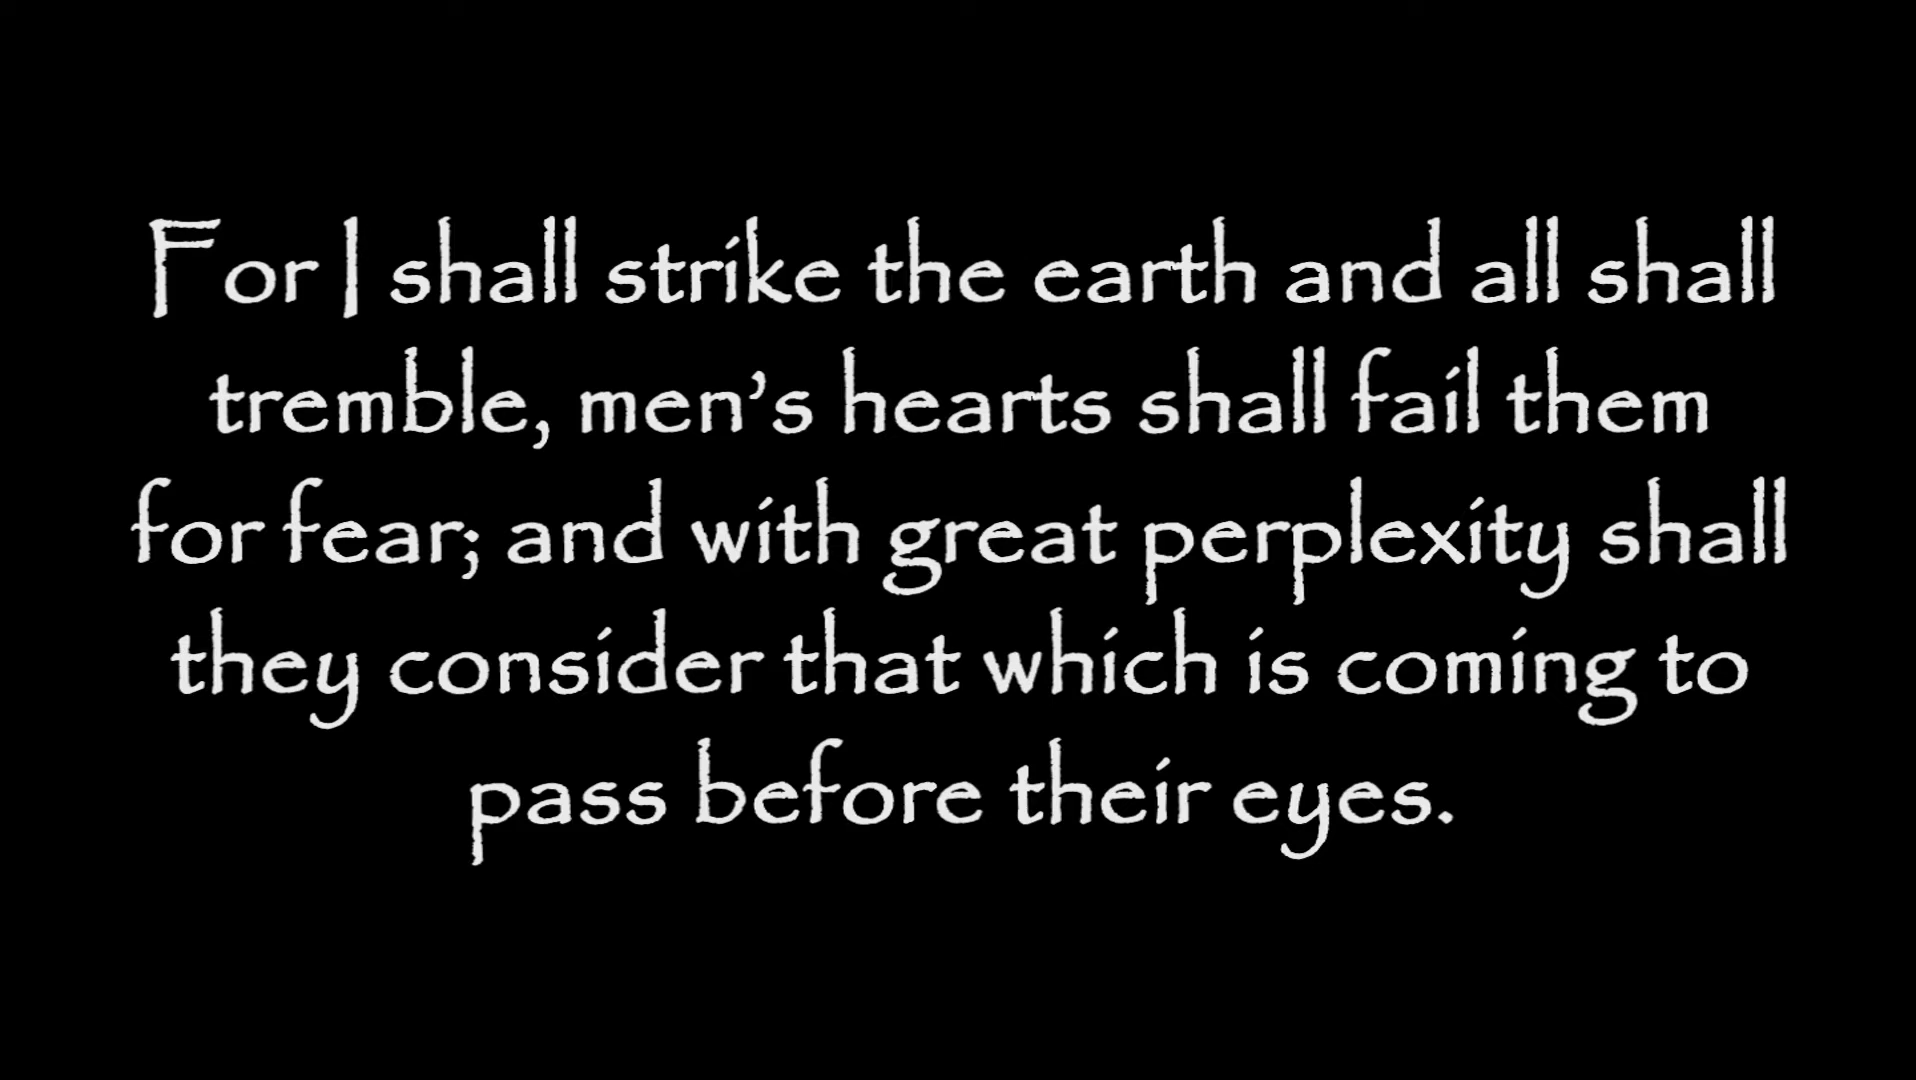 For I shall strike the earth and all shall
tremble, men’s hearts shall fail them
for fear; and with great perplexity shall
they consider that which is coming to
pass before their eyes.